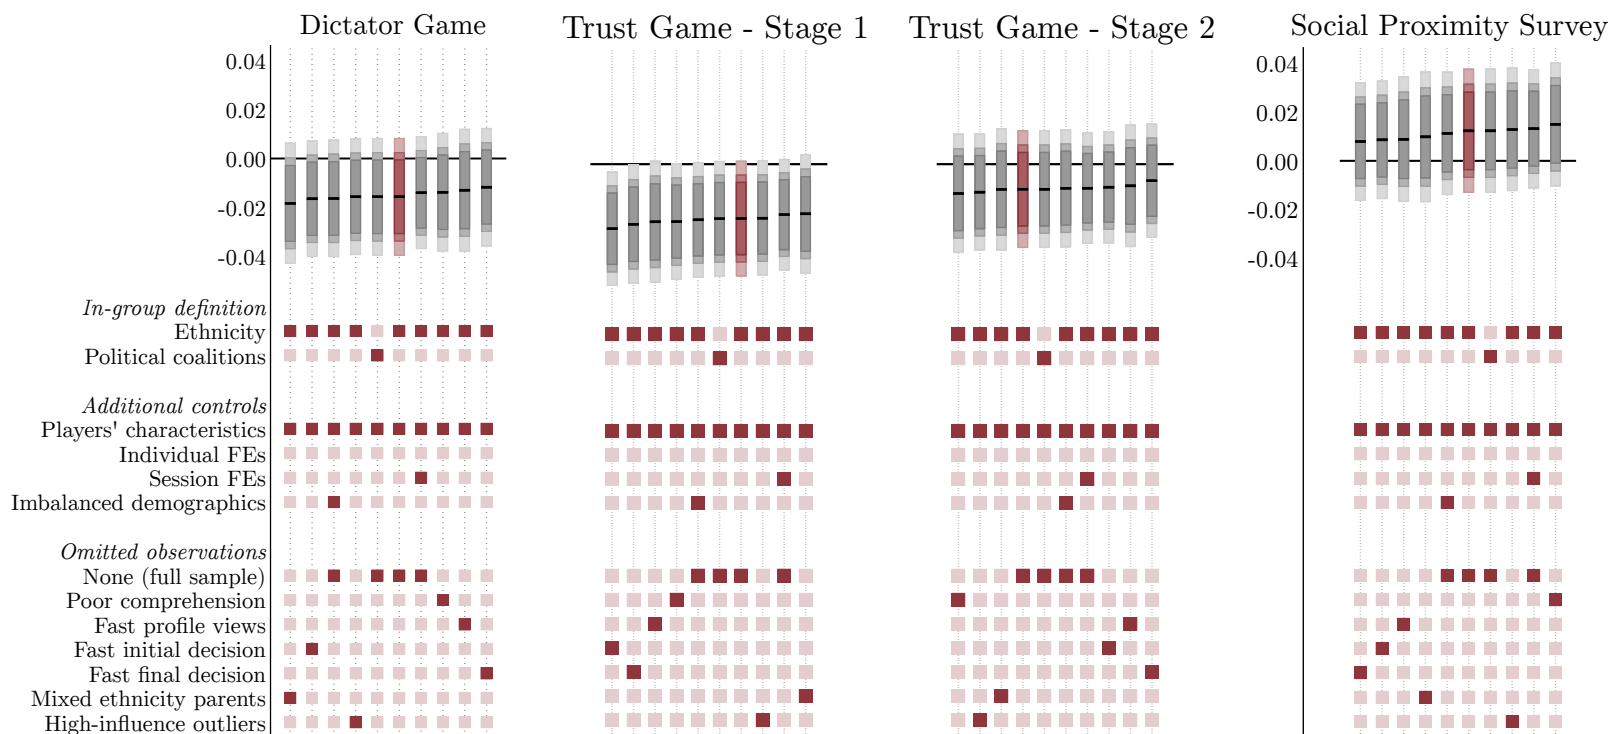 Dictator Game
Trust Game - Stage 1
Trust Game - Stage 2
Social Proximity Survey
0.04
0.02
0.00
-0.02
-0.04
0.04
0.02
0.00
-0.02
-0.04
In-group definition
Ethnicity
Political coalitions
Additional controls
Players' characteristics
Individual FEs
Session FEs
Imbalanced demographics
Omitted observations
None (full sample)
Poor comprehension
Fast profile views
Fast initial decision
Fast final decision
Mixed ethnicity parents
High-influence outliers